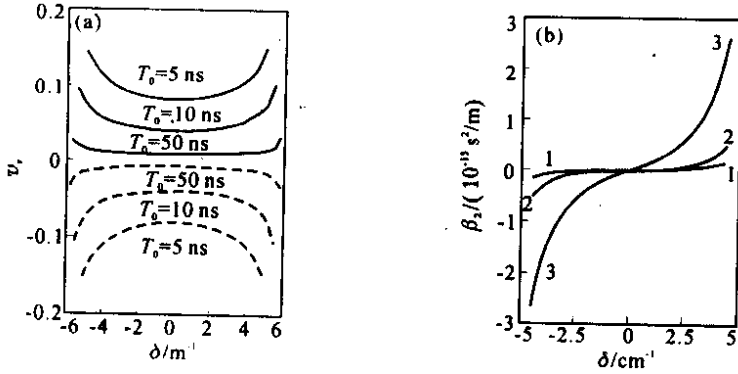 (a)
0.2
0.1
0
-0.1
-0.2
v_r
T₀=5 ns
T₀=.10 ns
T₀=50 ns
T₀=50 ns
T₀=10 ns
T₀=5 ns
-6 -4 -2 0 2 4 6
δ/m⁻¹
(b)
3
2
1
0
-1
-2
-3
β₂/(10⁻¹⁵ s²/m)
3
2
1
1
2
3
-5 -2.5 0 2.5 5
δ/cm⁻¹